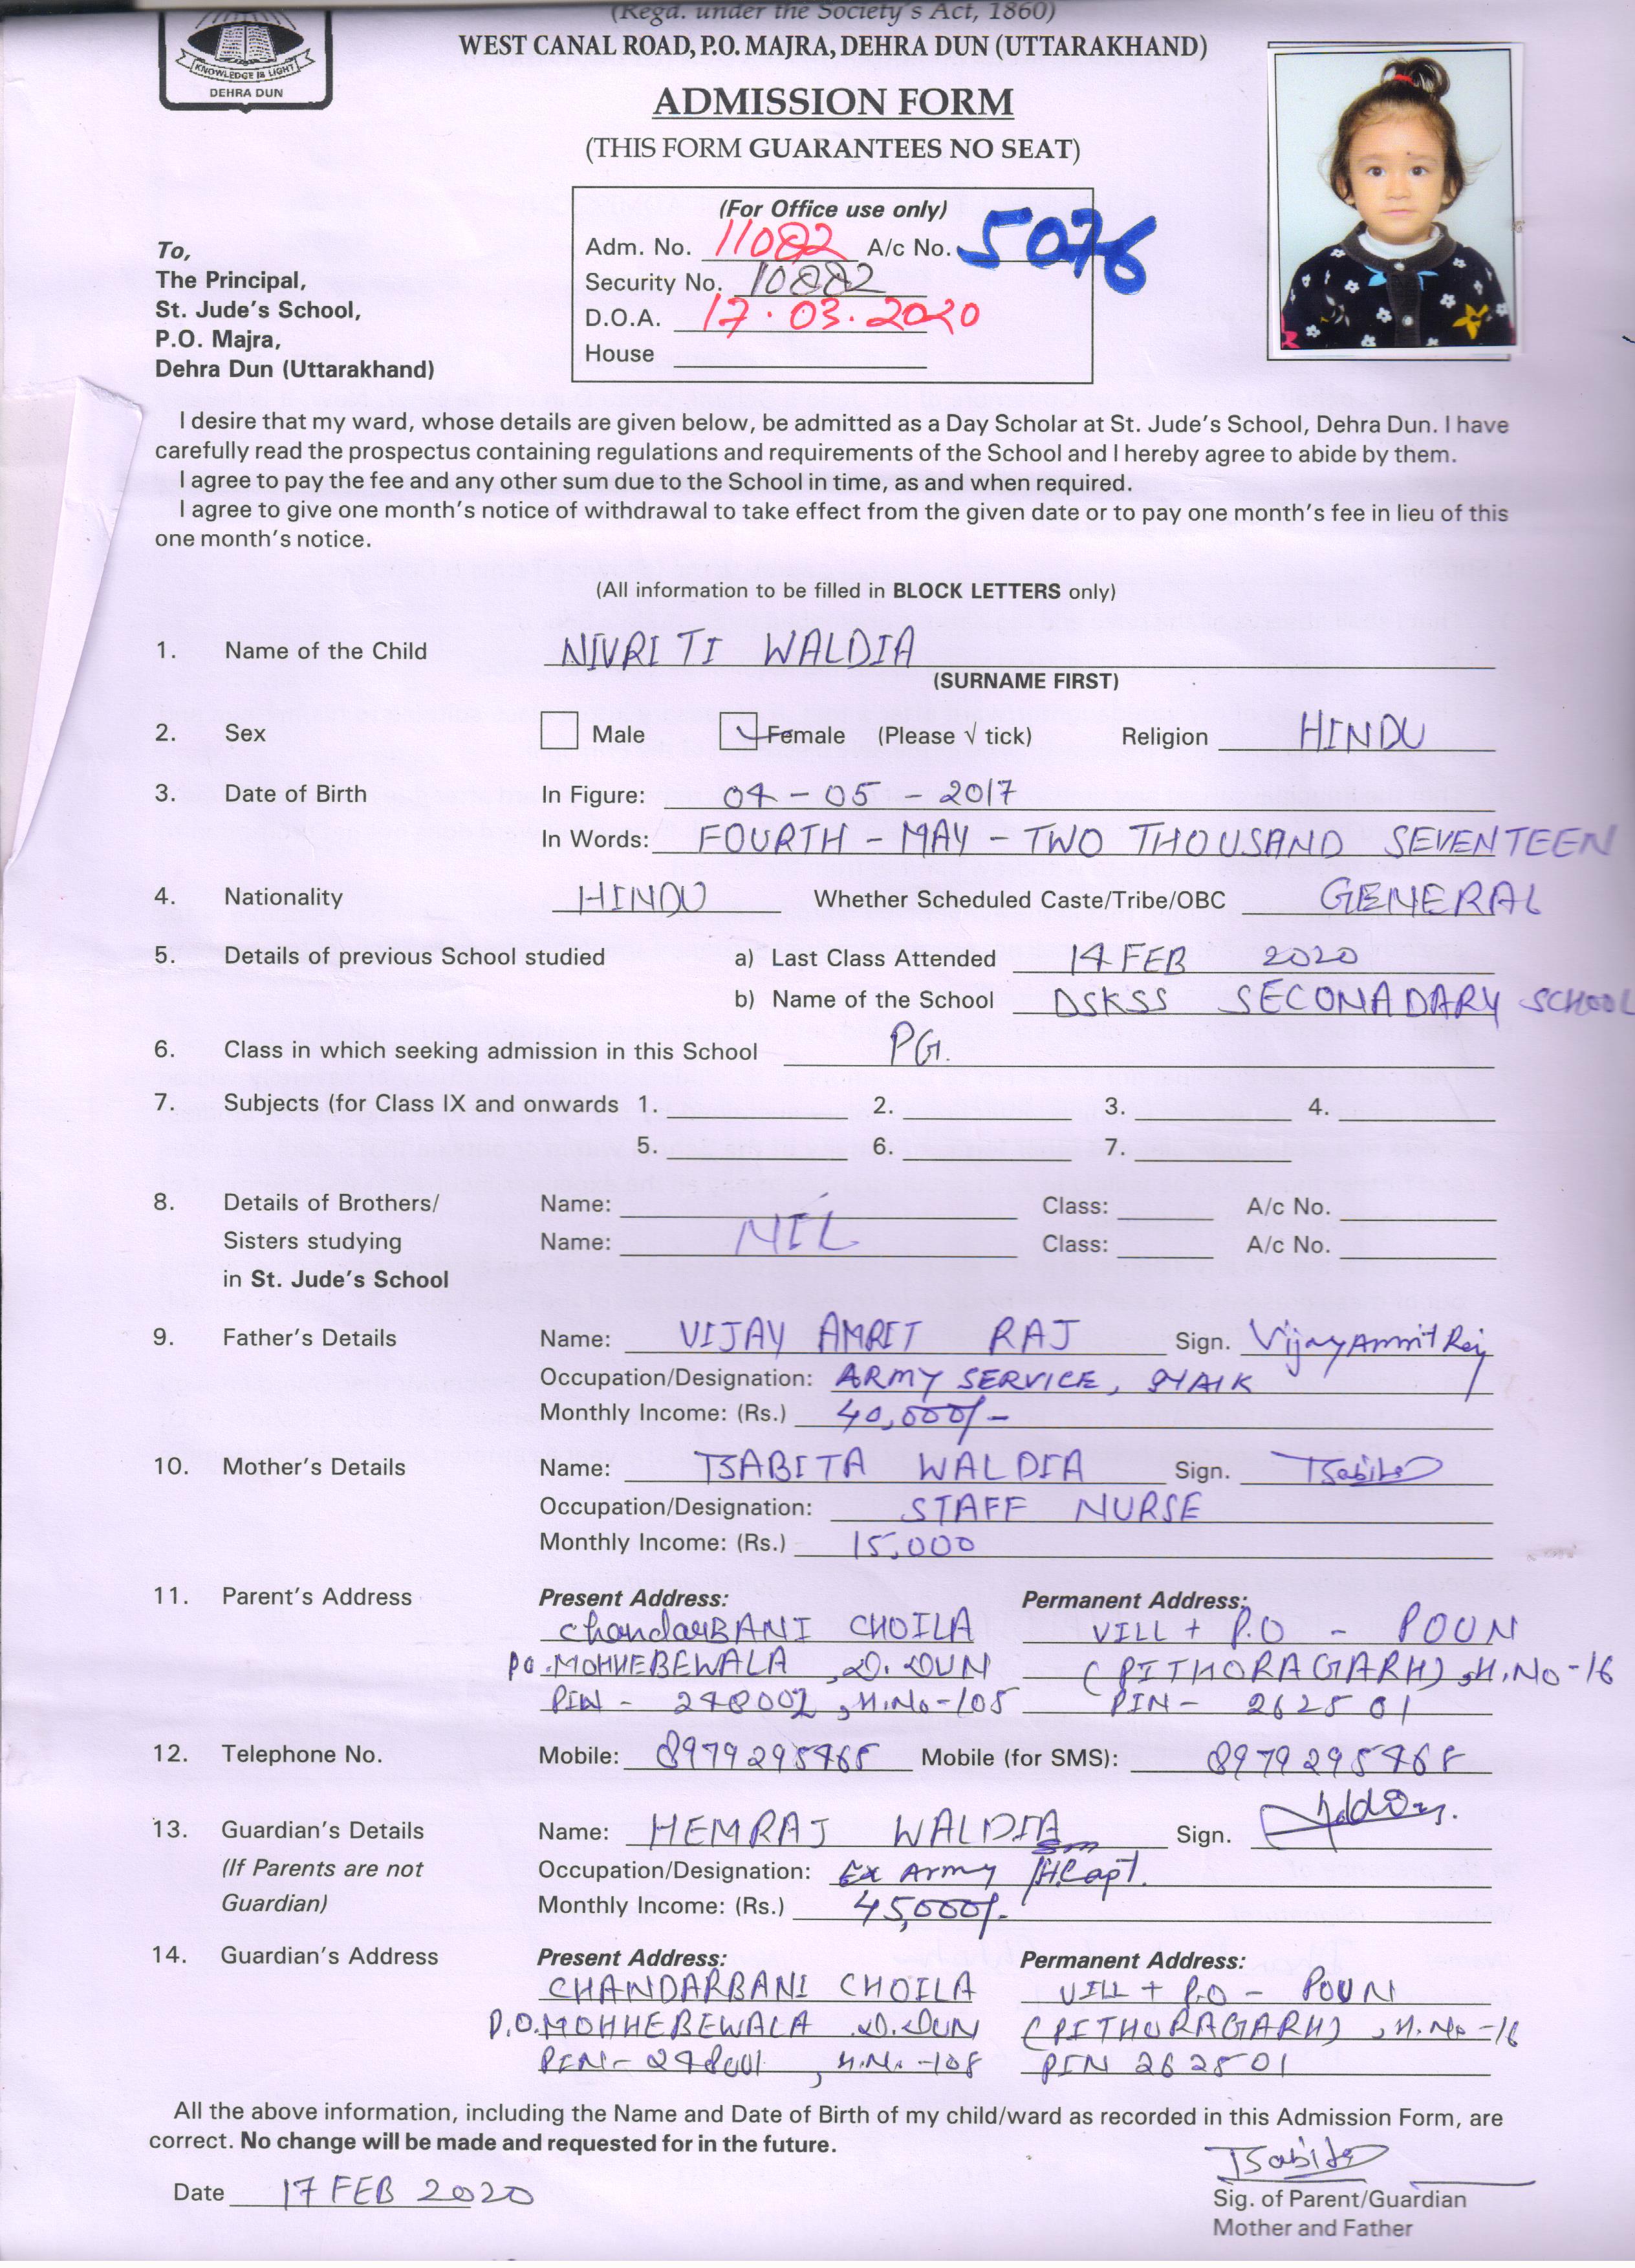 (Regd. under the Society's Act, 1860)
WEST CANAL ROAD, P.O. MAJRA, DEHRA DUN (UTTARAKHAND)
KNOWLEDGE IS LIGHT
DEHRA DUN
ADMISSION FORM
(THIS FORM GUARANTEES NO SEAT)
(For Office use only)
Adm. No. 11082 A/c No. 5076
Security No. 10882
D.O.A. 17.03.2020
House
To,
The Principal,
St. Jude's School,
P.O. Majra,
Dehra Dun (Uttarakhand)
I desire that my ward, whose details are given below, be admitted as a Day Scholar at St. Jude's School, Dehra Dun. I have
carefully read the prospectus containing regulations and requirements of the School and I hereby agree to abide by them.
I agree to pay the fee and any other sum due to the School in time, as and when required.
I agree to give one month's notice of withdrawal to take effect from the given date or to pay one month's fee in lieu of this
one month's notice.
(All information to be filled in BLOCK LETTERS only)
1. Name of the Child NIVRITI WALDIA
(SURNAME FIRST)
2. Sex Male Female (Please √ tick) Religion HINDU
3. Date of Birth In Figure: 04-05-2017
In Words: FOURTH - MAY - TWO THOUSAND SEVENTEEN
4. Nationality HINDU Whether Scheduled Caste/Tribe/OBC GENERAL
5. Details of previous School studied a) Last Class Attended 14 FEB 2020
b) Name of the School DSKSS SECONADARY SCHOOL
6. Class in which seeking admission in this School PG.
7. Subjects (for Class IX and onwards 1. 2. 3. 4.
5. 6. 7.
8. Details of Brothers/ Name: Class: A/c No.
Sisters studying Name: NIL Class: A/c No.
in St. Jude's School
9. Father's Details Name: VIJAY AMRIT RAJ Sign. Vijay Amrit Raj
Occupation/Designation: ARMY SERVICE, NAIK
Monthly Income: (Rs.) 40,000/-
10. Mother's Details Name: TSABITA WALDIA Sign. TSabita
Occupation/Designation: STAFF NURSE
Monthly Income: (Rs.) 15,000
11. Parent's Address Present Address: Permanent Address:
chandarBANI CHOILA VILL + P.O - POUN
PO.MOHHEBEWALA, D.DUN (PITHORAGARH), H.No-16
PIN - 248002, H.No-108 PIN- 262501
12. Telephone No. Mobile: 8979295468 Mobile (for SMS): 8979295468
13. Guardian's Details Name: HEMRAJ WALDIA Sign.
(If Parents are not Occupation/Designation: Ex Army /HCapt.
Guardian) Monthly Income: (Rs.) 45,000/-
14. Guardian's Address Present Address: Permanent Address:
CHANDARBANI CHOILA VILL + P.O - POUN
P.O.MOHHEBEWALA D.DUN (PITHORAGARH), H.No-16
PIN- H.No.-108 PIN 262501
All the above information, including the Name and Date of Birth of my child/ward as recorded in this Admission Form, are
correct. No change will be made and requested for in the future.
TSabita
Date 17 FEB 2020
Sig. of Parent/Guardian
Mother and Father